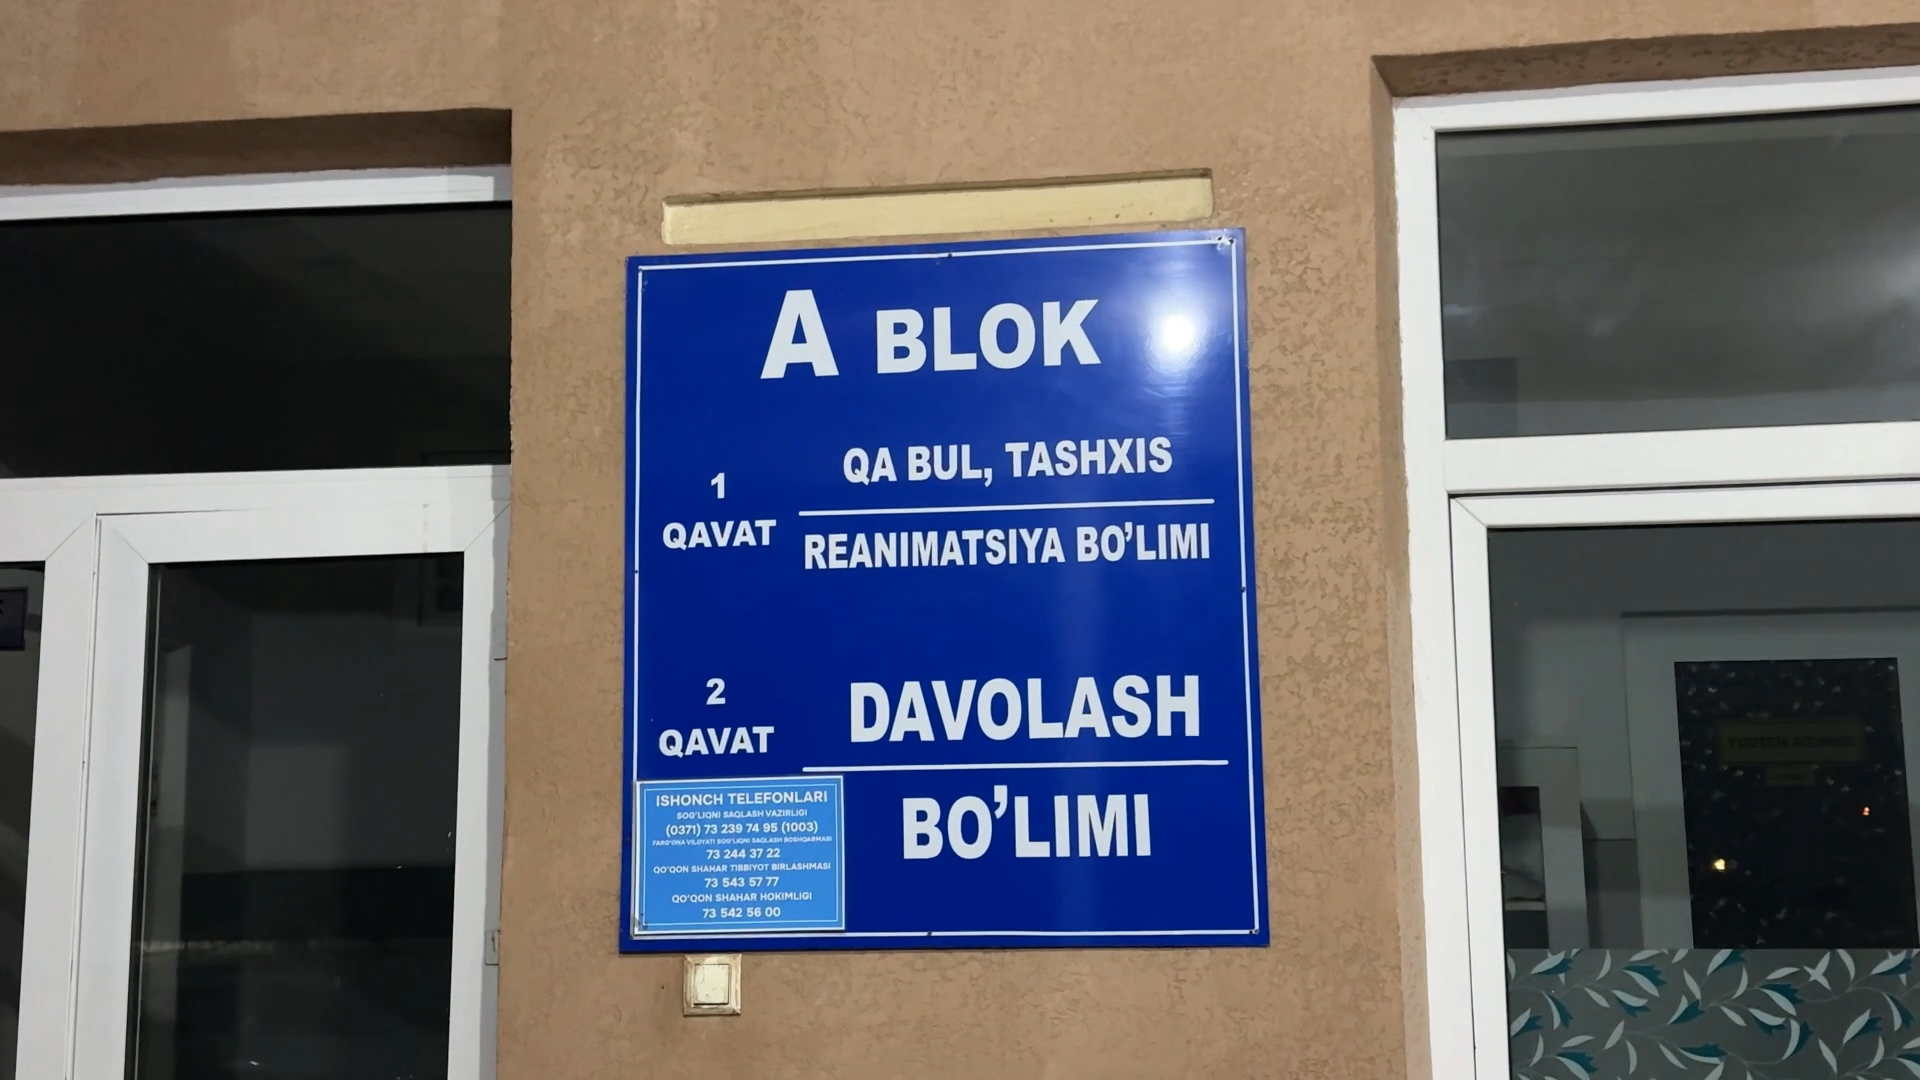 A BLOK
1
QAVAT
QA BUL, TASHXIS
REANIMATSIYA BO’LIMI
2
QAVAT
DAVOLASH
BO’LIMI
ISHONCH TELEFONLARI
SOG‘LIQNI SAQLASH VAZIRLIGI
(0371) 73 239 74 95 (1003)
FARG‘ONA VILOYATI SOG‘LIQNI SAQLASH BOSHQARMASI
73 244 37 22
QO‘QON SHAHAR TIBBIYOT BIRLASHMASI
73 543 57 77
QO‘QON SHAHAR HOKIMLIGI
73 542 56 00